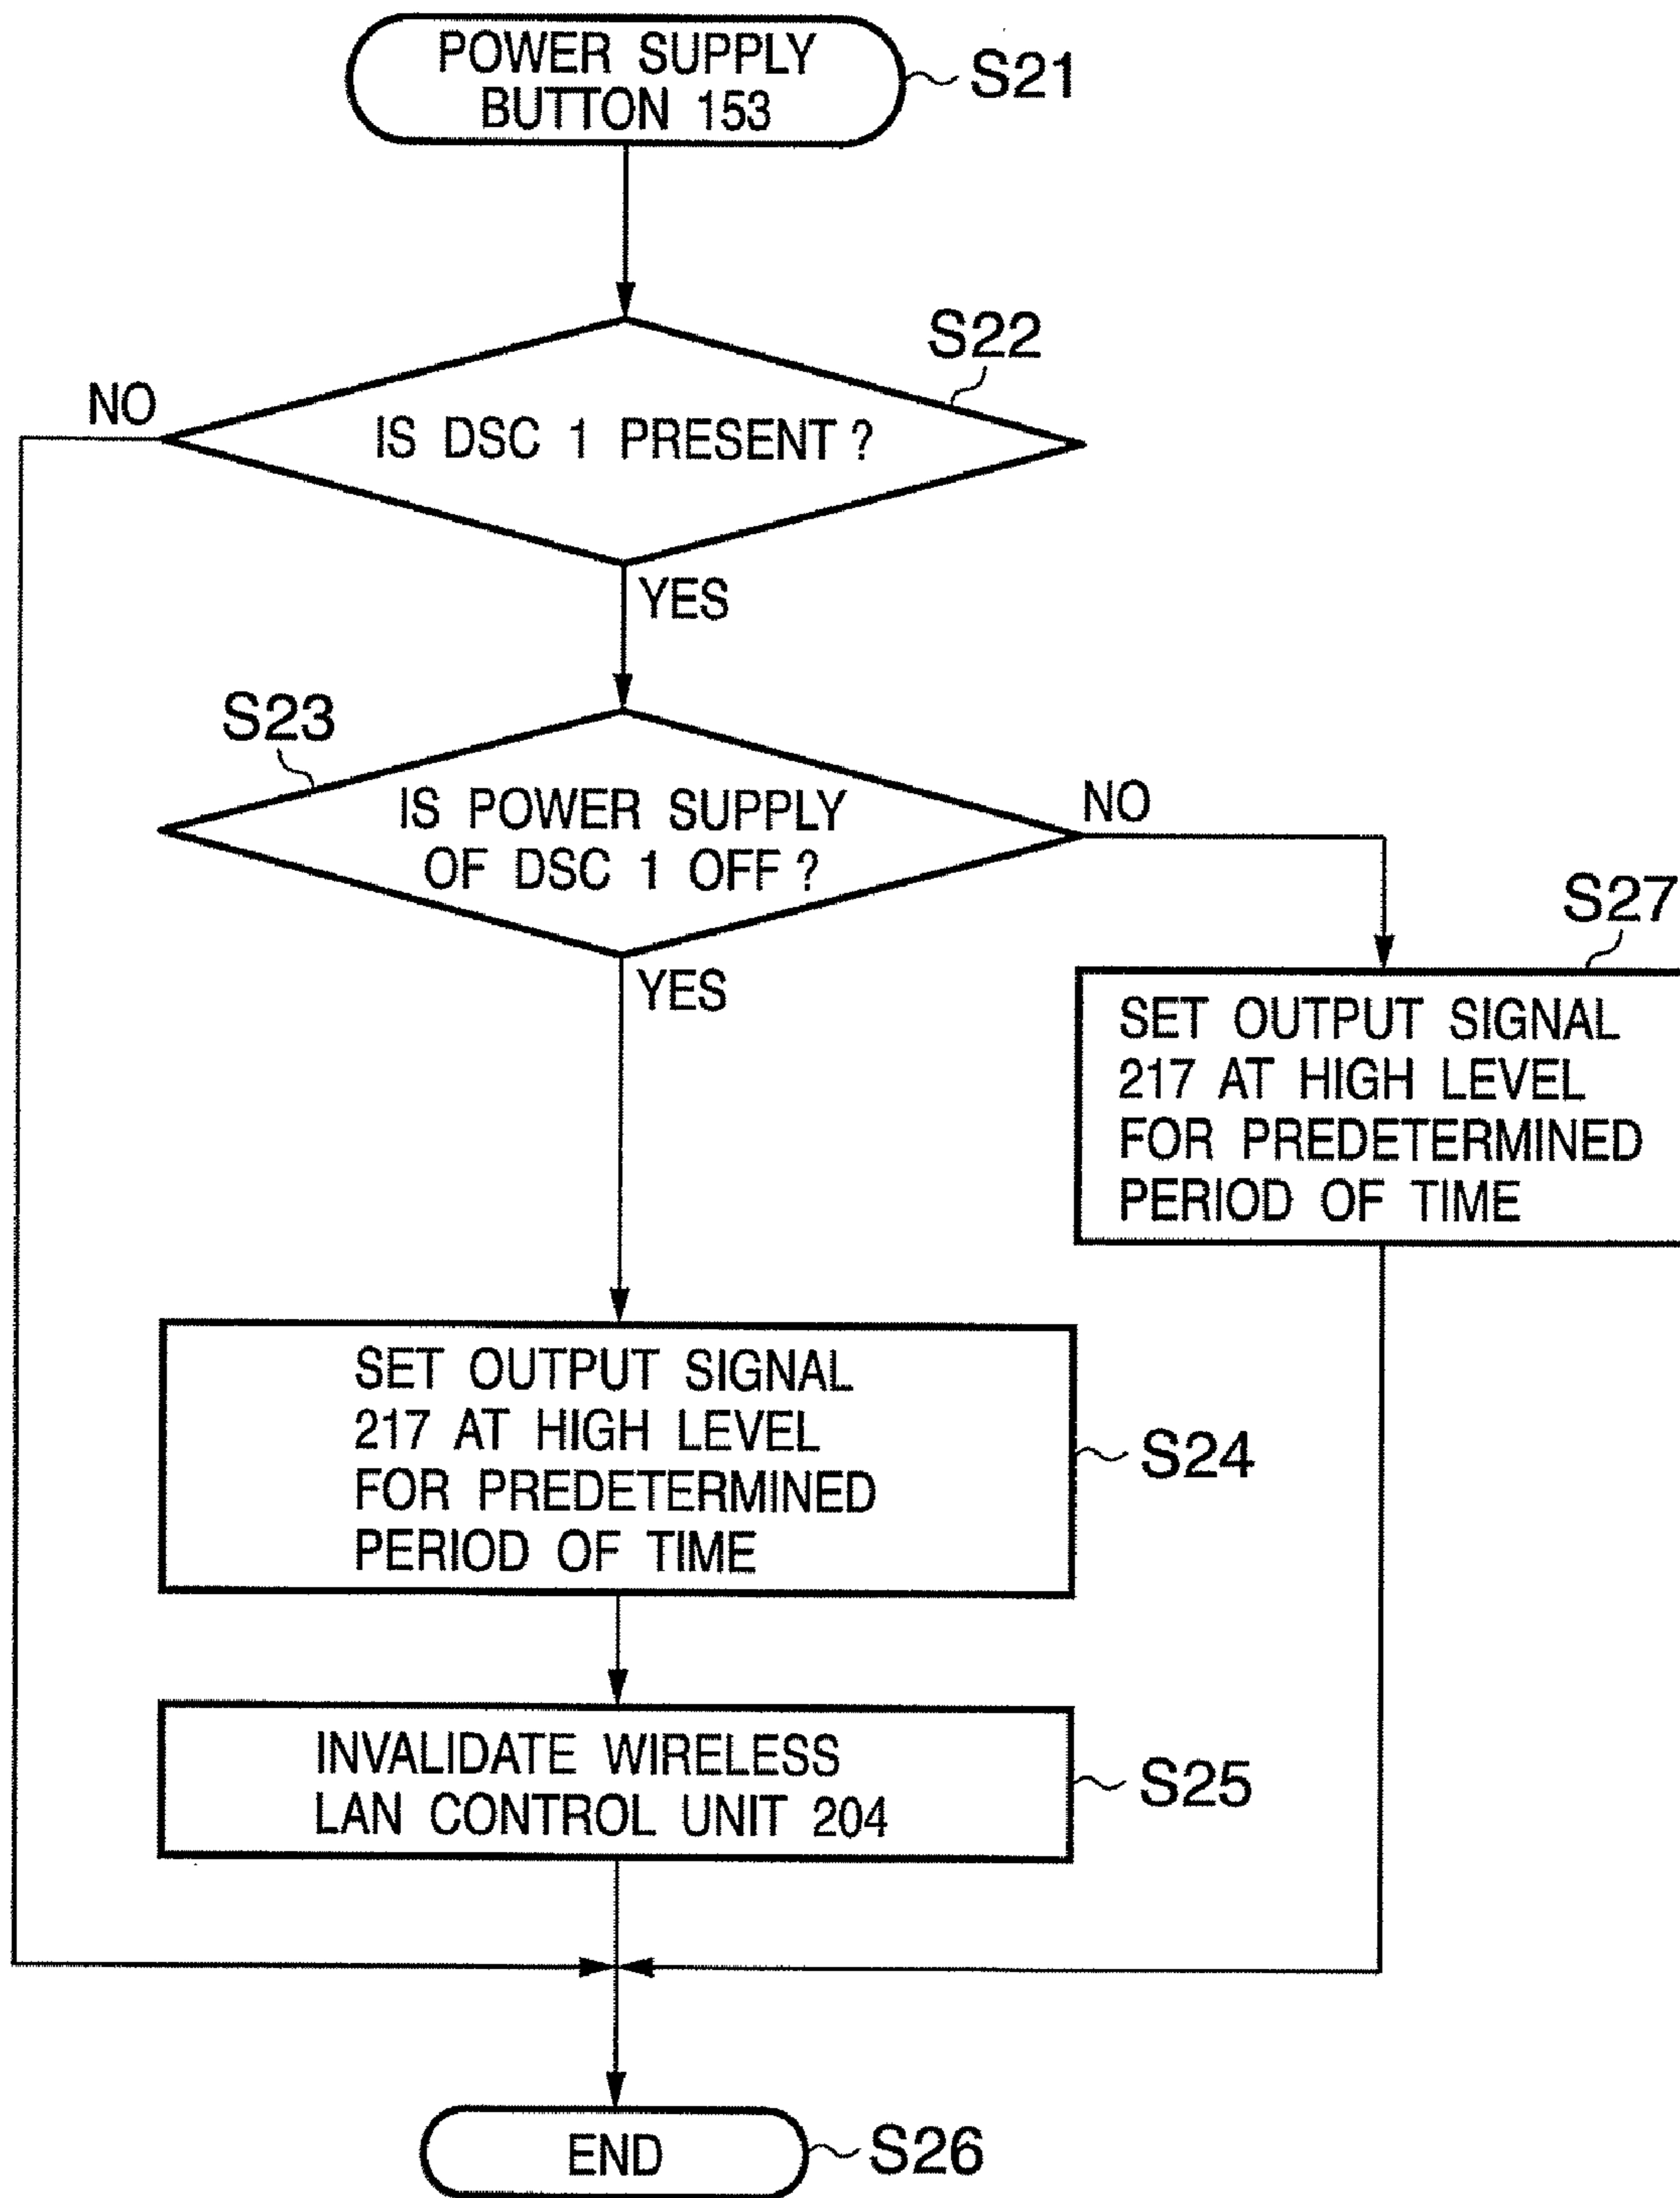 POWER SUPPLY
BUTTON 153
S21
S22
NO
IS DSC 1 PRESENT ?
YES
S23
IS POWER SUPPLY
OF DSC 1 OFF ?
NO
YES
S27
SET OUTPUT SIGNAL
217 AT HIGH LEVEL
FOR PREDETERMINED
PERIOD OF TIME
SET OUTPUT SIGNAL
217 AT HIGH LEVEL
FOR PREDETERMINED
PERIOD OF TIME
S24
INVALIDATE WIRELESS
LAN CONTROL UNIT 204
S25
END
S26